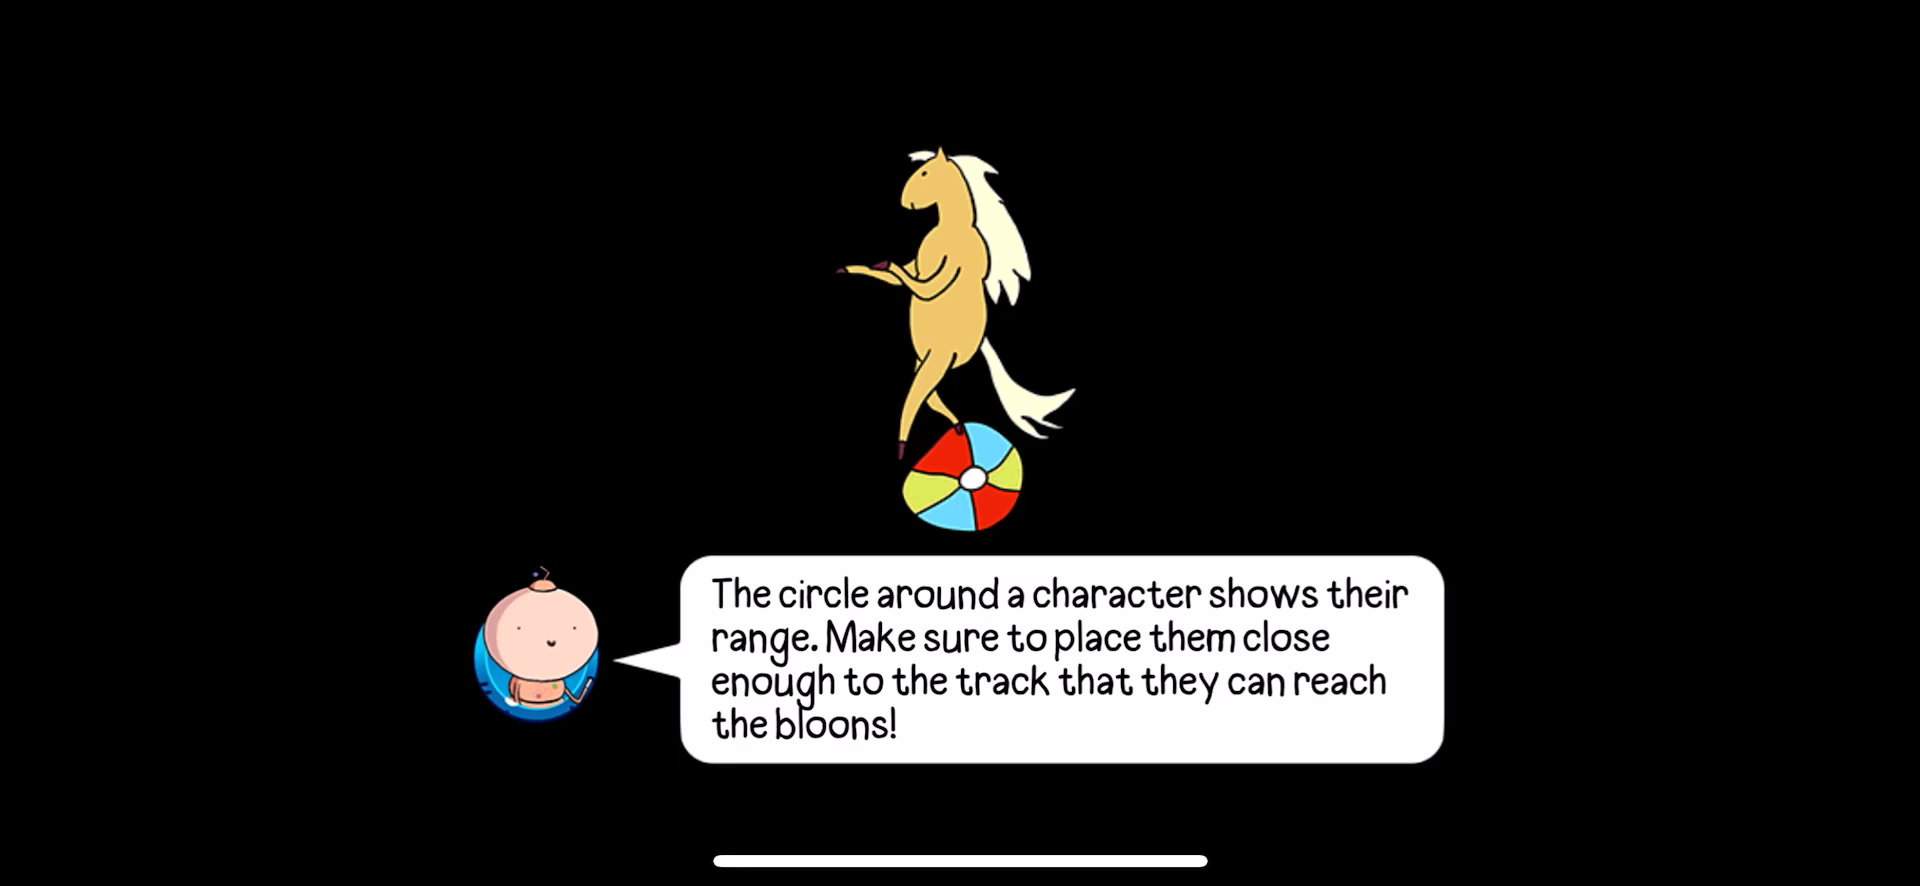 The circle around a character shows their
range. Make sure to place them close
enough to the track that they can reach
the bloons!